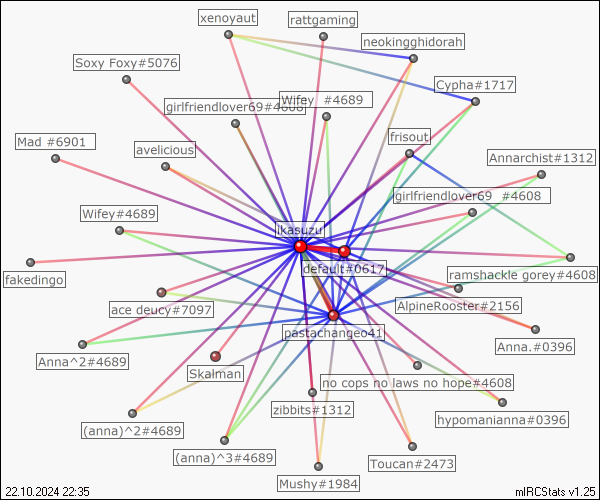 xenoyaut
rattgaming
neokingghidorah
Soxy Foxy#5076
Cypha#1717
girlfriendlover69#4608
Wifey #4689
frisout
Mad #6901
avelicious
Annarchist#1312
girlfriendlover69 #4608
Wifey#4689
ikasuzu
default#0617
fakedingo
ramshackle gorey#4608
ace deucy#7097
AlpineRooster#2156
pastachangeo41
Anna^2#4689
Anna.#0396
Skalman
no cops no laws no hope#4608
zibbits#1312
hypomanianna#0396
(anna)^2#4689
(anna)^3#4689
Toucan#2473
Mushy#1984
22.10.2024 22:35
mIRCStats v1.25